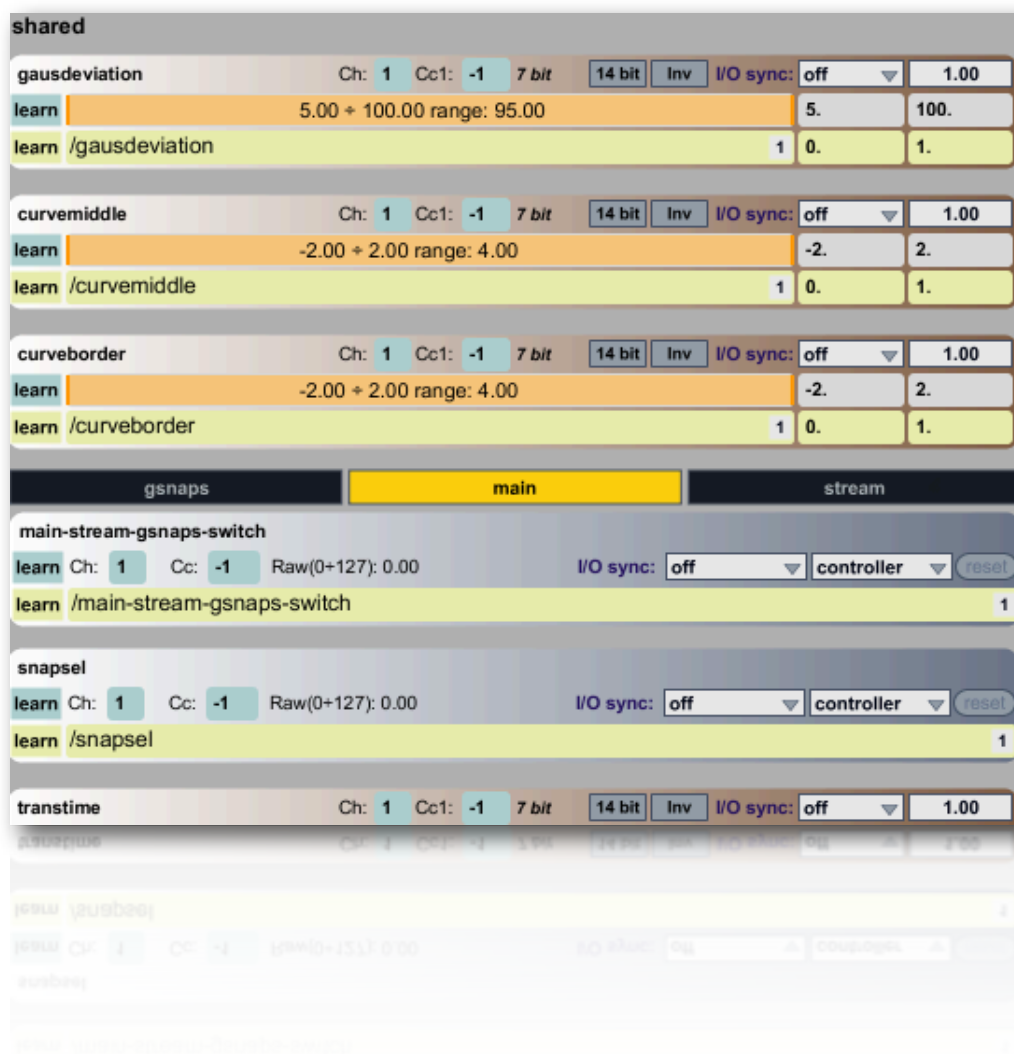 shared
gausdeviation Ch: 1 Cc1: -1 7 bit 14 bit Inv I/O sync: off 1.00
learn 5.00 ÷ 100.00 range: 95.00 5. 100.
learn /gausdeviation 1 0. 1.
curvemiddle Ch: 1 Cc1: -1 7 bit 14 bit Inv I/O sync: off 1.00
learn -2.00 ÷ 2.00 range: 4.00 -2. 2.
learn /curvemiddle 1 0. 1.
curveborder Ch: 1 Cc1: -1 7 bit 14 bit Inv I/O sync: off 1.00
learn -2.00 ÷ 2.00 range: 4.00 -2. 2.
learn /curveborder 1 0. 1.
gsnaps main stream
main-stream-gsnaps-switch
learn Ch: 1 Cc: -1 Raw(0÷127): 0.00 I/O sync: off controller reset
learn /main-stream-gsnaps-switch 1
snapsel
learn Ch: 1 Cc: -1 Raw(0÷127): 0.00 I/O sync: off controller reset
learn /snapsel 1
transtime Ch: 1 Cc1: -1 7 bit 14 bit Inv I/O sync: off 1.00